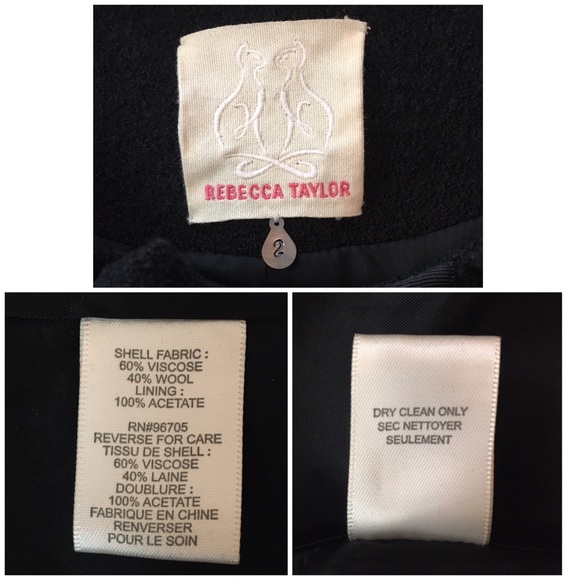 REBECCA TAYLOR
2
SHELL FABRIC :
60% VISCOSE
40% WOOL
LINING :
100% ACETATE
RN#96705
REVERSE FOR CARE
TISSU DE SHELL :
60% VISCOSE
40% LAINE
DOUBLURE :
100% ACETATE
FABRIQUE EN CHINE
RENVERSER
POUR LE SOIN
DRY CLEAN ONLY
SEC NETTOYER
SEULEMENT